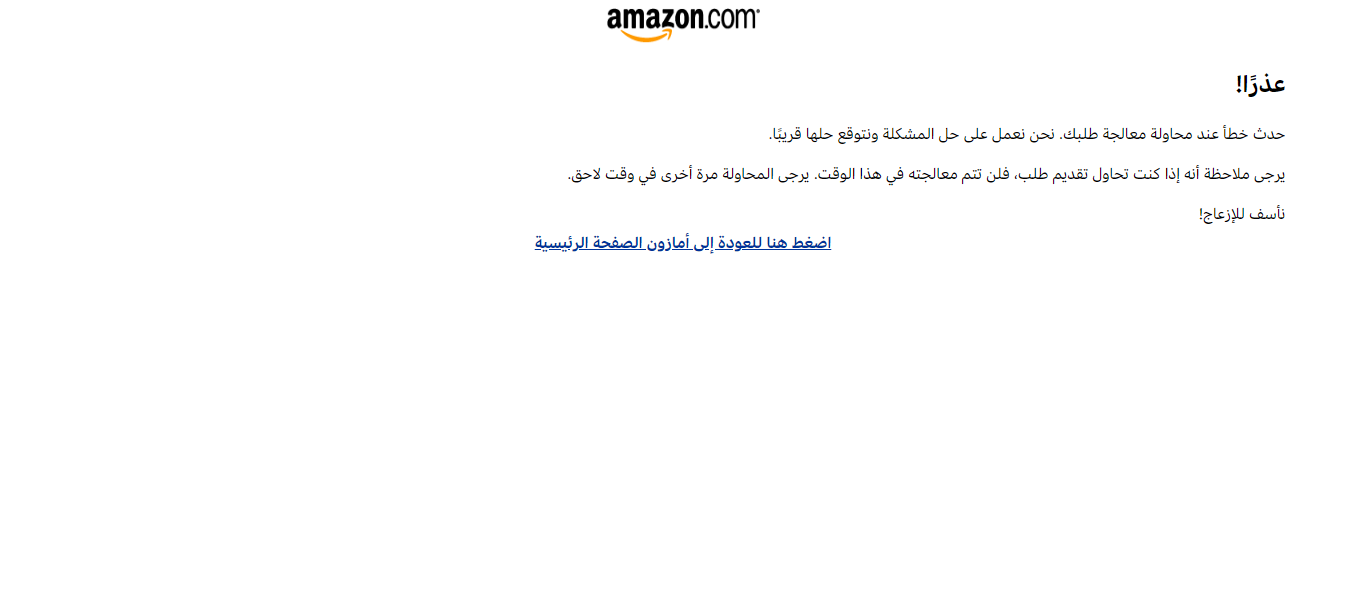 amazon.com
عذرًا!
حدث خطأ عند محاولة معالجة طلبك. نحن نعمل على حل المشكلة ونتوقع حلها قريبًا.
يرجى ملاحظة أنه إذا كنت تحاول تقديم طلب، فلن تتم معالجته في هذا الوقت. يرجى المحاولة مرة أخرى في وقت لاحق.
نأسف للإزعاج!
اضغط هنا للعودة إلى أمازون الصفحة الرئيسية